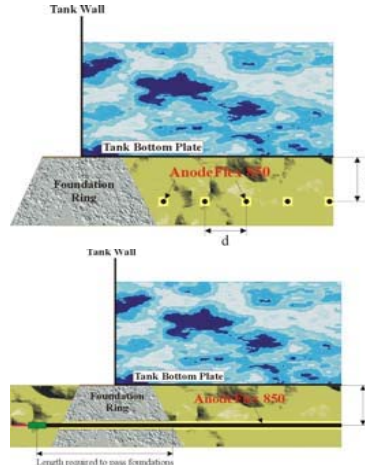 Tank Wall
Tank Bottom Plate
Foundation
Ring
AnodeFlex 850
d
Tank Wall
Tank Bottom Plate
Foundation
Ring
AnodeFlex 850
Length required to pass foundations